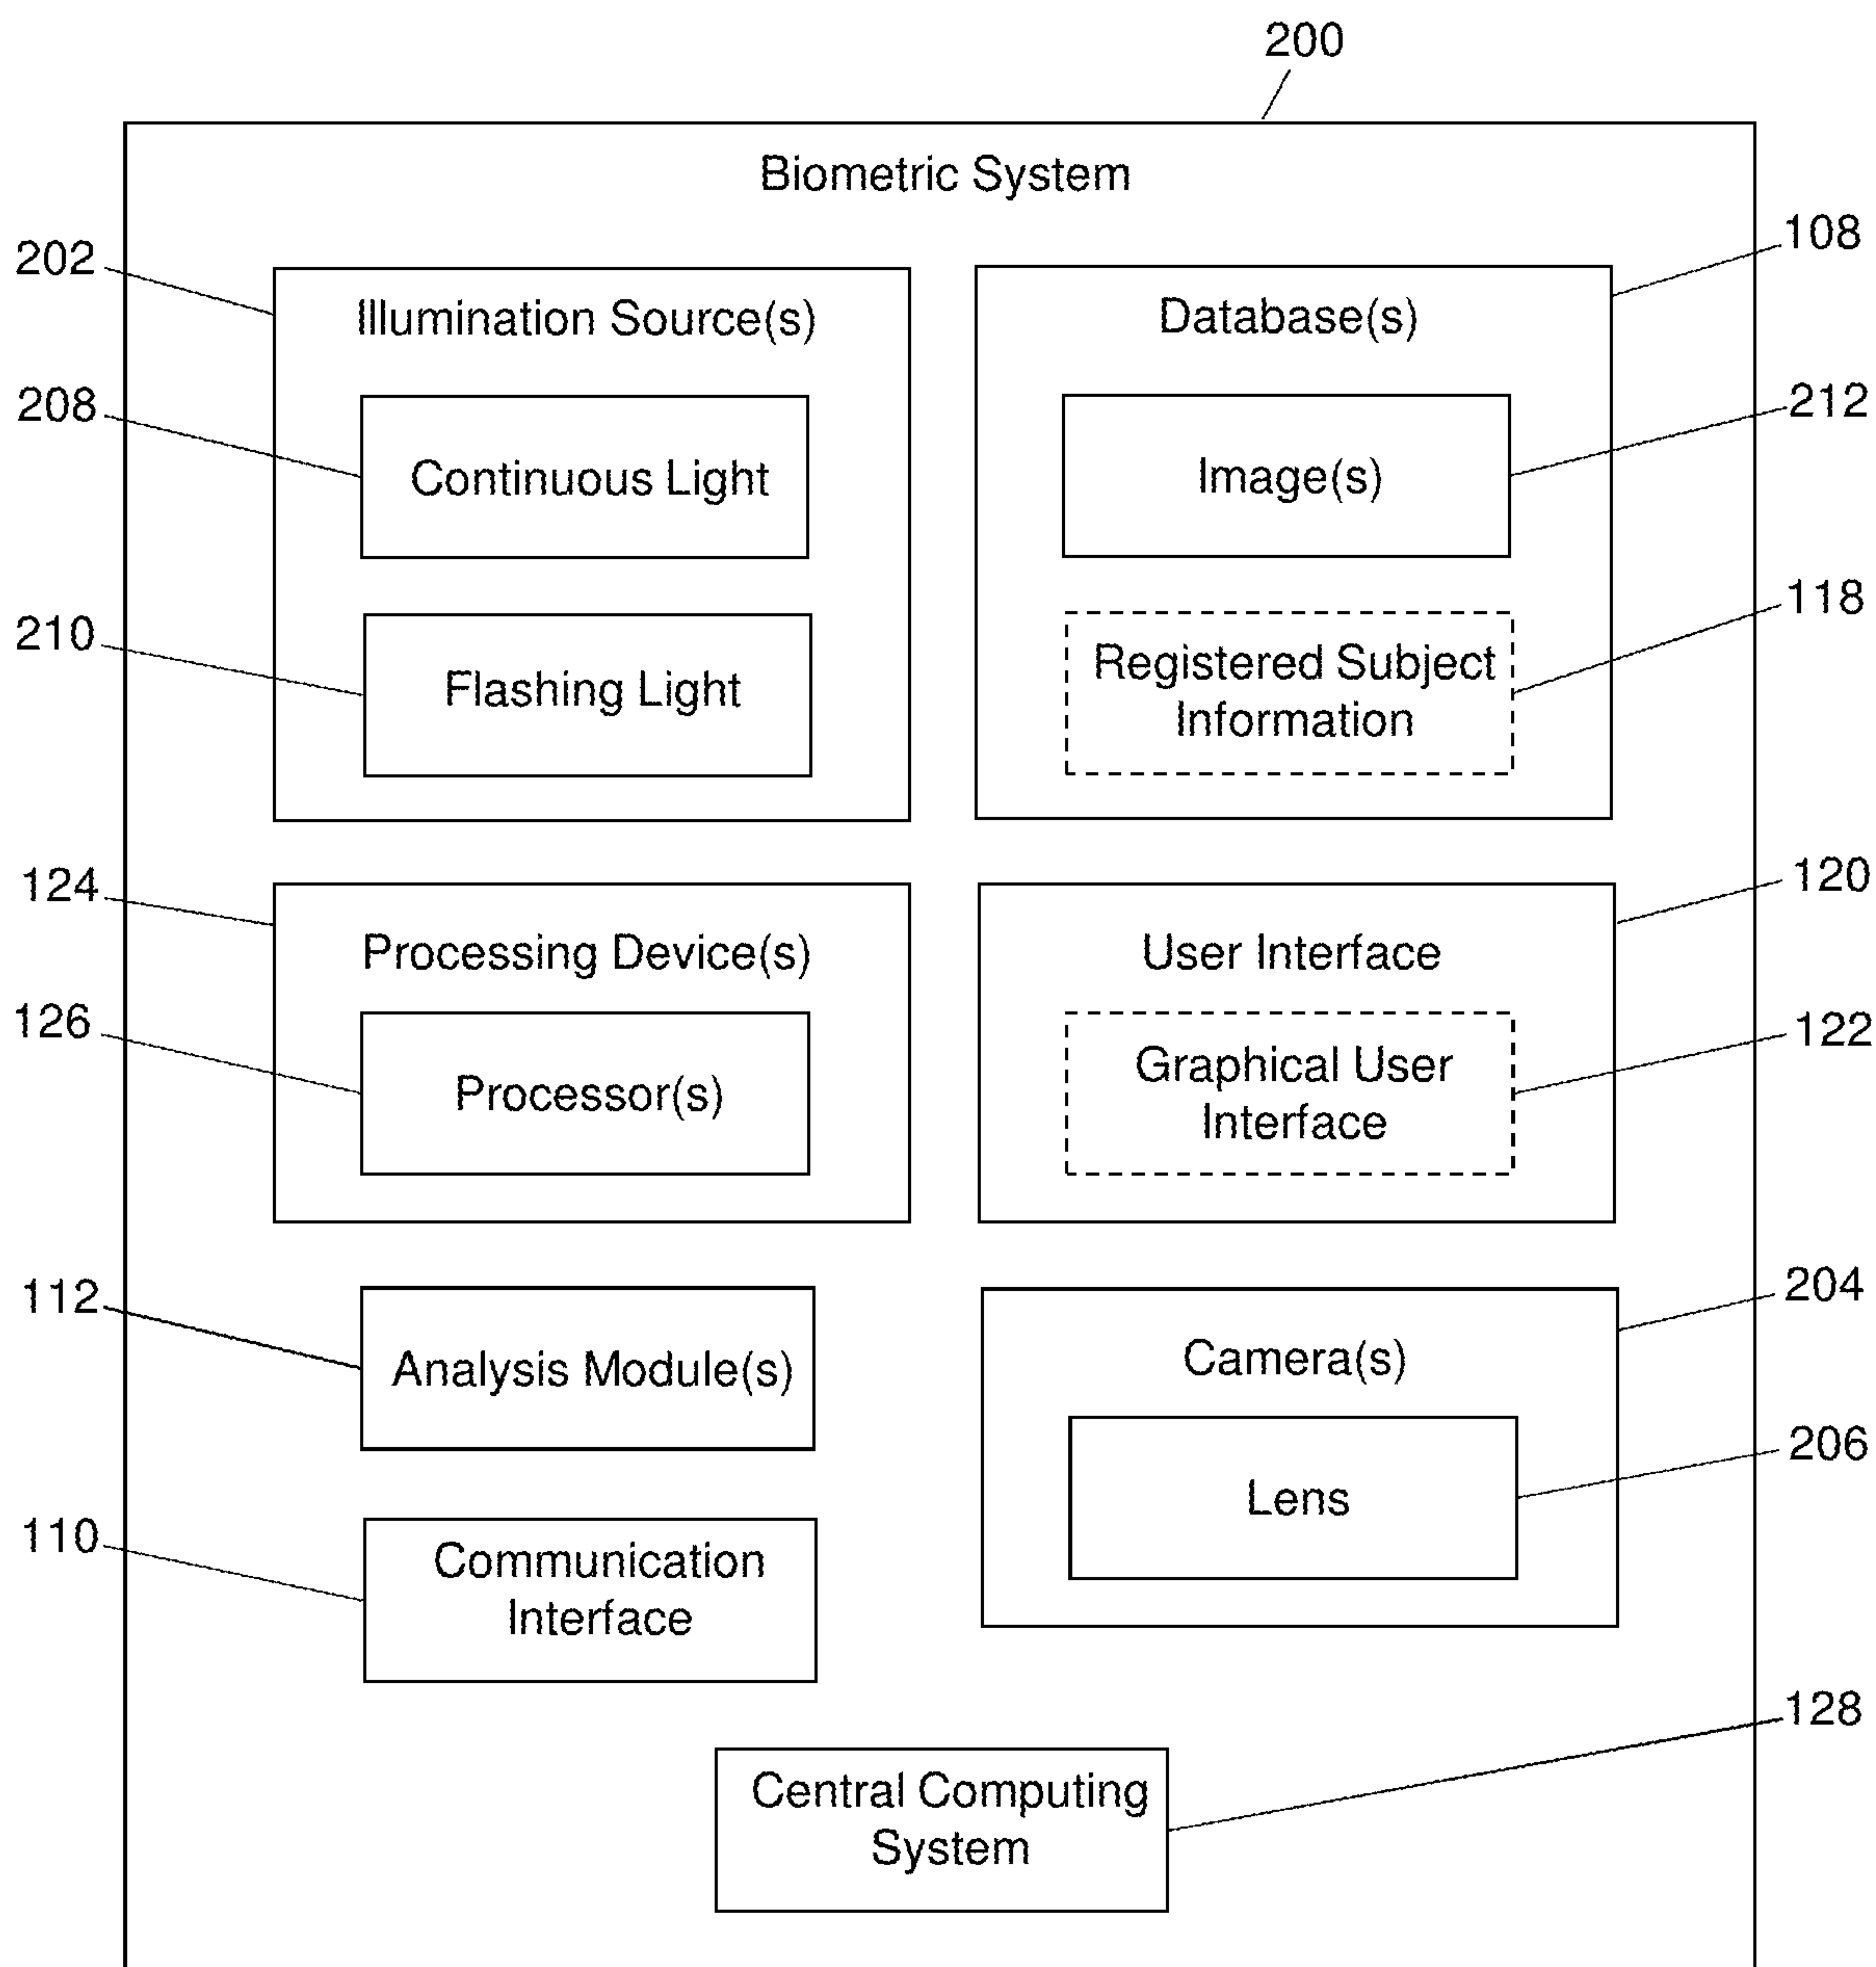 200
Biometric System
202
Illumination Source(s)
208
Continuous Light
210
Flashing Light
108
Database(s)
212
Image(s)
118
Registered Subject
Information
124
Processing Device(s)
126
Processor(s)
120
User Interface
122
Graphical User
Interface
112
Analysis Module(s)
204
Camera(s)
206
Lens
110
Communication
Interface
128
Central Computing
System